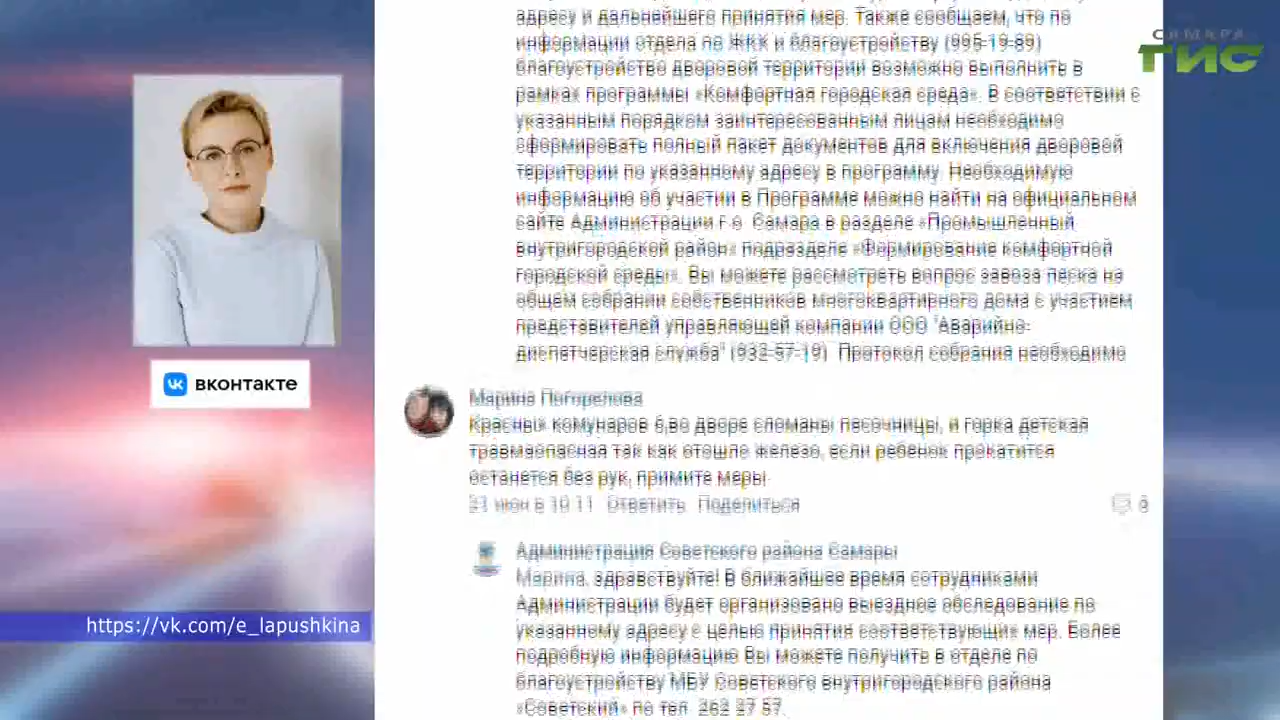 адресу и дальнейшего принятия мер. Также сообщаем, что по
информации отдела по ЖКХ и благоустройству (995-19-89)
благоустройство дворовой территории возможно выполнить в
рамках программы «Комфортная городская среда». В соответствии с
указанным порядком заинтересованным лицам необходимо
сформировать полный пакет документов для включения дворовой
территории по указанному адресу в программу. Необходимую
информацию об участии в Программе можно найти на официальном
сайте Администрации г.о. Самара в разделе «Промышленный
внутригородской район» подразделе «Формирование комфортной
городской среды». Вы можете рассмотреть вопрос завоза песка на
общем собрании собственников многоквартирного дома с участием
представителей управляющей компании ООО "Аварийно-
диспетчерская служба" (932-57-19). Протокол собрания необходимо
Марина Погорелова
Красных комунаров 6,во дворе сломаны песочницы, и горка детская
травмаопасная так как отошло железо, если ребенок прокатится
останется без рук, примите меры.
21 июн в 10:11 Ответить Поделиться
Администрация Советского района Самары
Марина, здравствуйте! В ближайшее время сотрудниками
Администрации будет организовано выездное обследование по
указанному адресу с целью принятия соответствующих мер. Более
подробную информацию Вы можете получить в отделе по
благоустройству МБУ Советского внутригородского района
«Советский» по тел. 262 27 57.
САМАРА
ГИС
вконтакте
https://vk.com/e_lapushkina